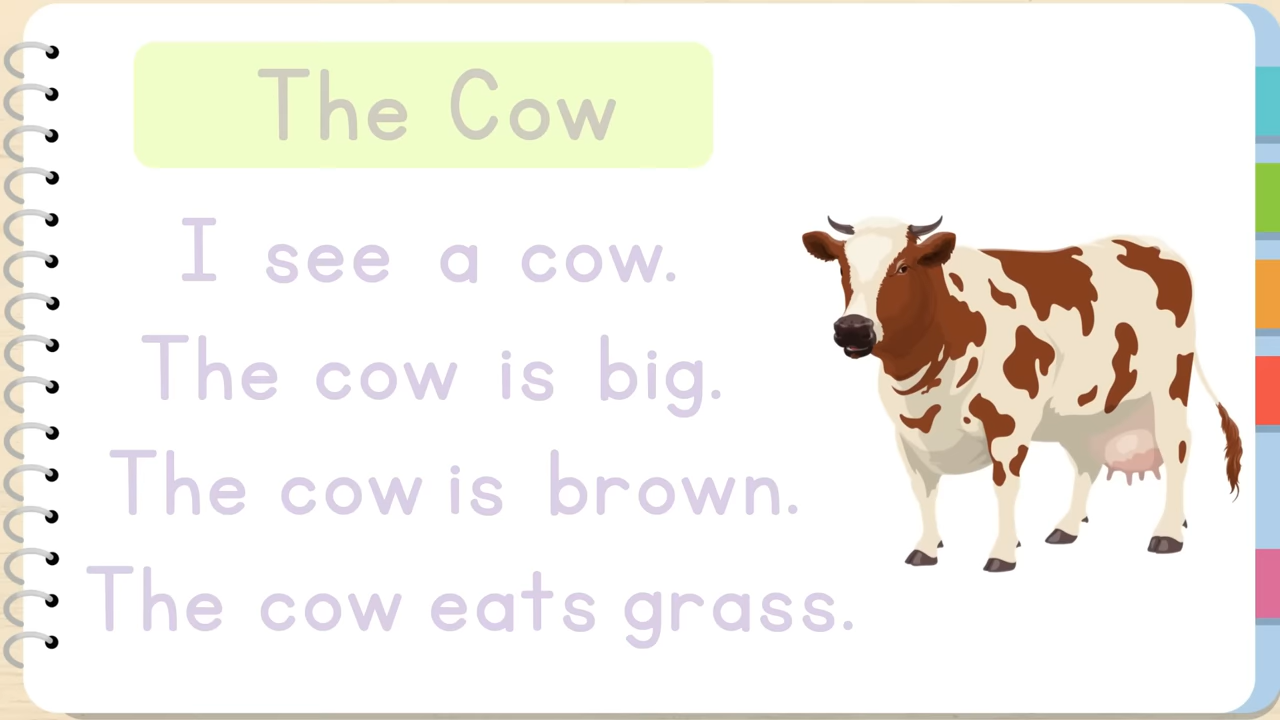 The Cow
I see a cow.
The cow is big.
The cow is brown.
The cow eats grass.